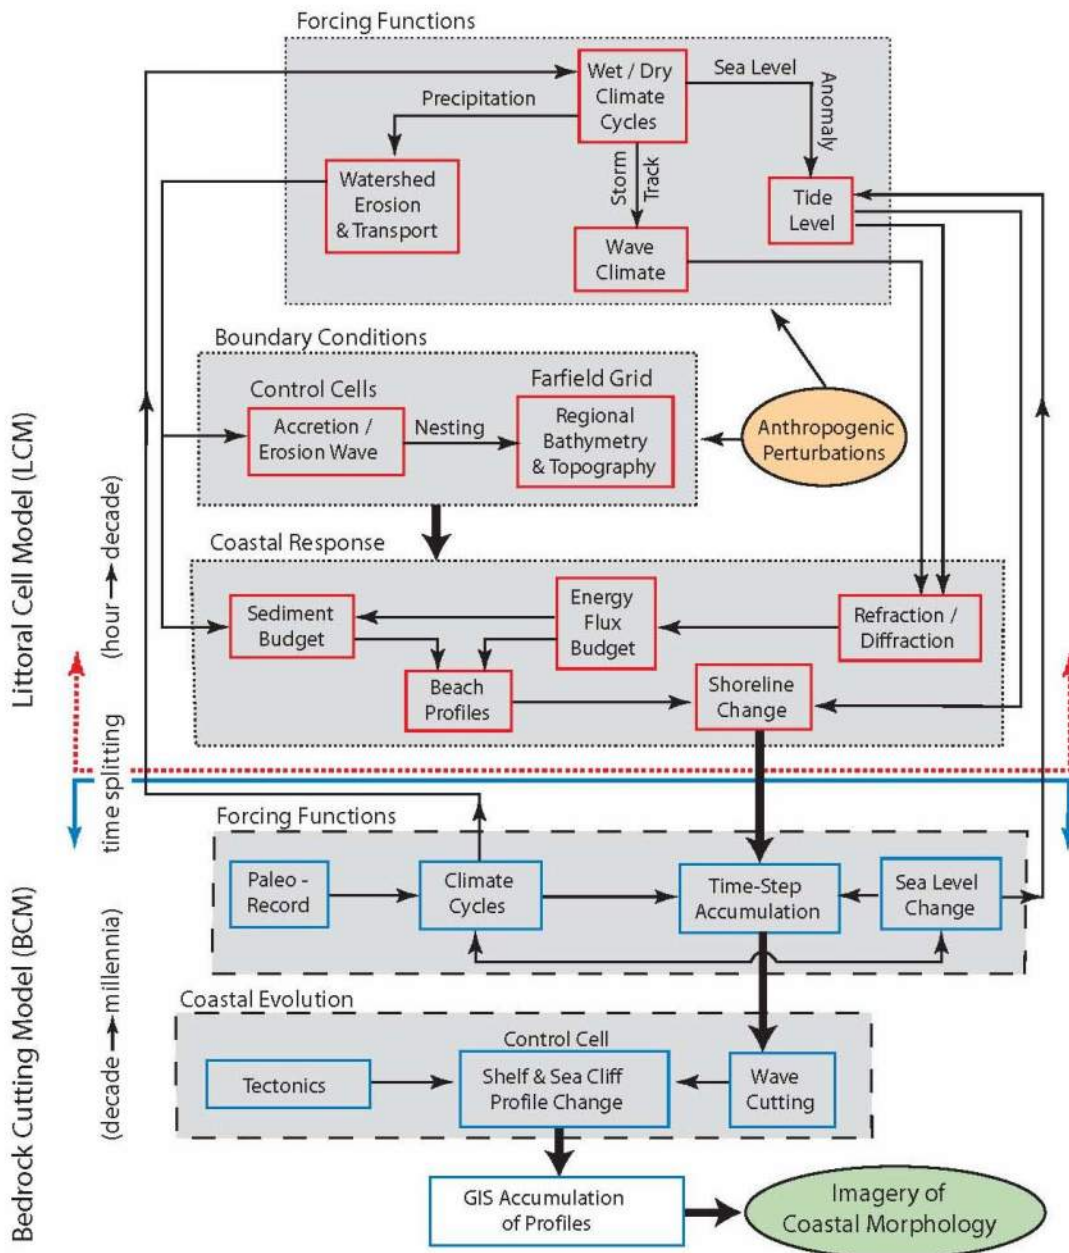 Forcing Functions
Wet / Dry
Climate
Cycles
Sea Level
Anomaly
Precipitation
Storm
Track
Watershed
Erosion
& Transport
Tide
Level
Wave
Climate
Boundary Conditions
Control Cells
Accretion /
Erosion Wave
Nesting
Farfield Grid
Regional
Bathymetry
& Topography
Anthropogenic
Perturbations
Littoral Cell Model (LCM)
(hour → decade)
Coastal Response
Sediment
Budget
Energy
Flux
Budget
Refraction /
Diffraction
Beach
Profiles
Shoreline
Change
time splitting
Forcing Functions
Paleo -
Record
Climate
Cycles
Time-Step
Accumulation
Sea Level
Change
Bedrock Cutting Model (BCM)
(decade → millennia)
Coastal Evolution
Control Cell
Tectonics
Shelf & Sea Cliff
Profile Change
Wave
Cutting
GIS Accumulation
of Profiles
Imagery of
Coastal Morphology